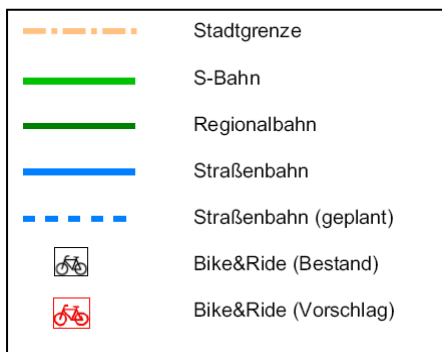 Stadtgrenze
S-Bahn
Regionalbahn
Straßenbahn
Straßenbahn (geplant)
Bike&Ride (Bestand)
Bike&Ride (Vorschlag)